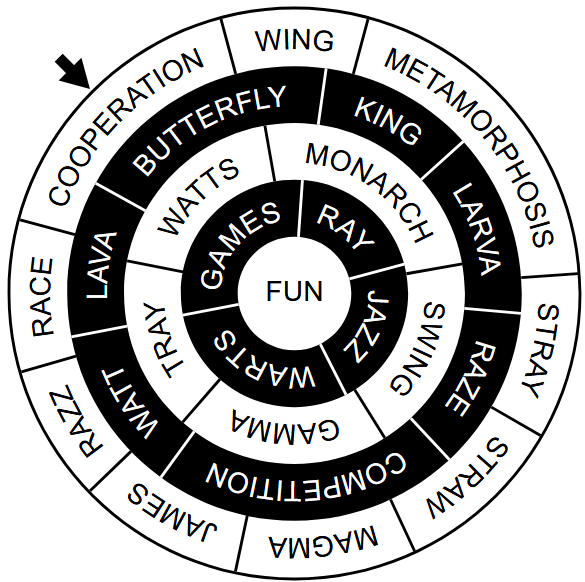 COOPERATION
WING
METAMORPHOSIS
STRAY
STRAW
MAGMA
JAMES
RAZZ
RACE
BUTTERFLY
KING
LARVA
RAZE
COMPETITION
WATT
LAVA
WATTS
MONARCH
SWING
GAMMA
TRAY
GAMES
RAY
JAZZ
WARTS
FUN